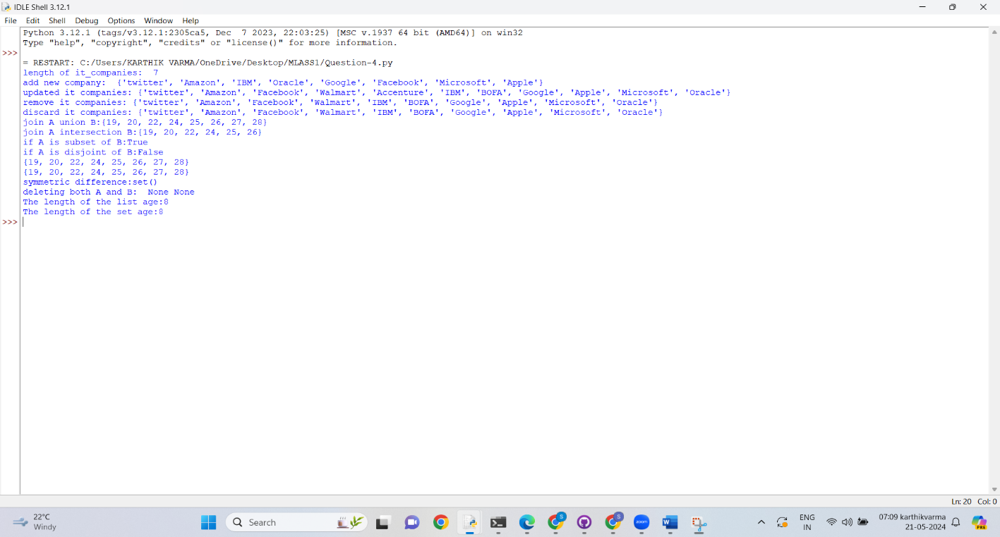 IDLE Shell 3.12.1
File Edit Shell Debug Options Window Help
Python 3.12.1 (tags/v3.12.1:2305ca5, Dec  7 2023, 22:03:25) [MSC v.1937 64 bit (AMD64)] on win32
Type "help", "copyright", "credits" or "license()" for more information.
>>>
= RESTART: C:/Users/KARTHIK VARMA/OneDrive/Desktop/MLASS1/Question-4.py
length of it_companies:  7
add new company:  {'twitter', 'Amazon', 'IBM', 'Oracle', 'Google', 'Facebook', 'Microsoft', 'Apple'}
updated it companies: {'twitter', 'Amazon', 'Facebook', 'Walmart', 'Accenture', 'IBM', 'BOFA', 'Google', 'Apple', 'Microsoft', 'Oracle'}
remove it companies: {'twitter', 'Amazon', 'Facebook', 'Walmart', 'IBM', 'BOFA', 'Google', 'Apple', 'Microsoft', 'Oracle'}
discard it companies: {'twitter', 'Amazon', 'Facebook', 'Walmart', 'IBM', 'BOFA', 'Google', 'Apple', 'Microsoft', 'Oracle'}
join A union B:{19, 20, 22, 24, 25, 26, 27, 28}
join A intersection B:{19, 20, 22, 24, 25, 26}
if A is subset of B:True
if A is disjoint of B:False
{19, 20, 22, 24, 25, 26, 27, 28}
{19, 20, 22, 24, 25, 26, 27, 28}
symmetric difference:set()
deleting both A and B:  None None
The length of the list age:8
The length of the set age:8
>>>
Ln: 20 Col: 0
22°C
Windy
Search
S
S
zoom
W
ENG
IN
07:09 karthikvarma
21-05-2024
PRE